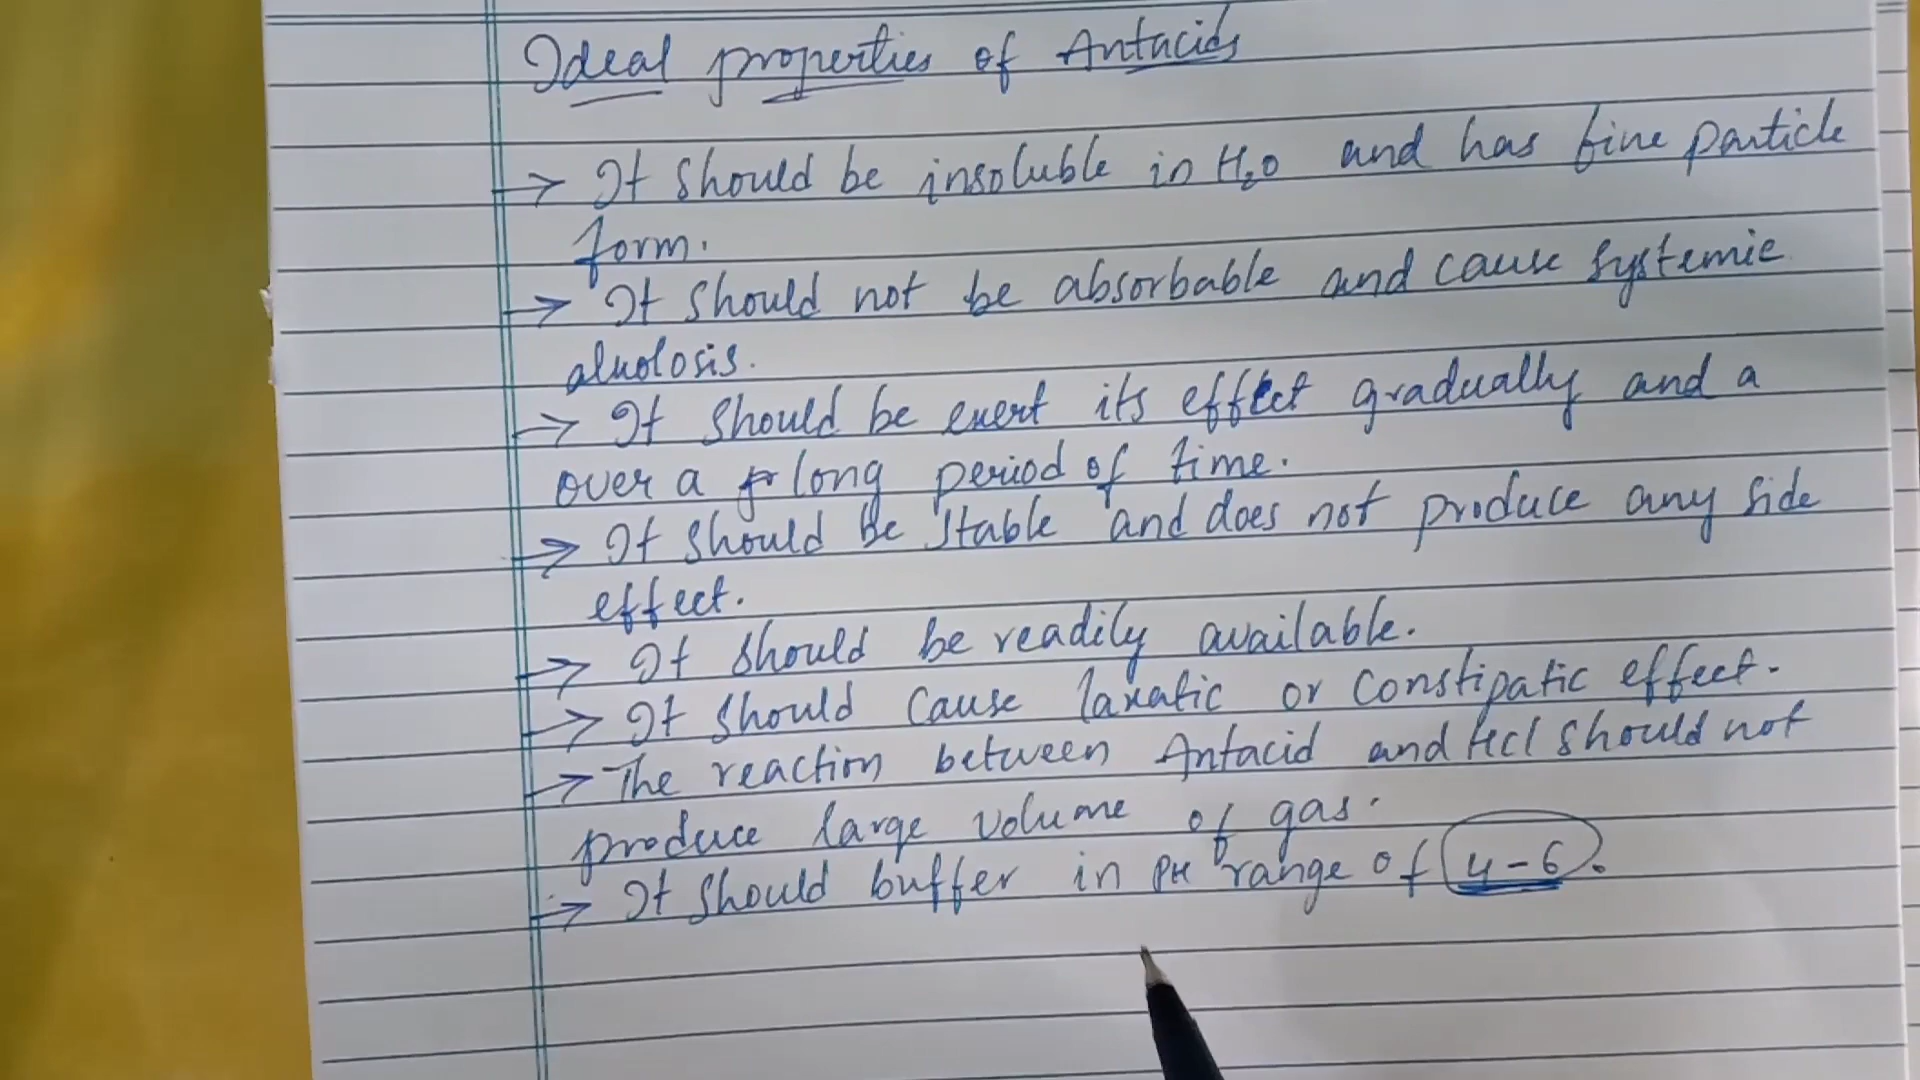 Ideal properties of Antacids
→ It should be insoluble in H₂O and has fine particle
form.
→ It should not be absorbable and cause systemic
alkolosis.
→ It should be exert its effect gradually and a
over a long period of time.
→ It should be stable and does not produce any side
effect.
→ It should be readily available.
→ It should cause laxatic or constipatic effect.
→ The reaction between Antacid and Hcl should not
produce large volume of gas.
→ It should buffer in PH range of 4-6.